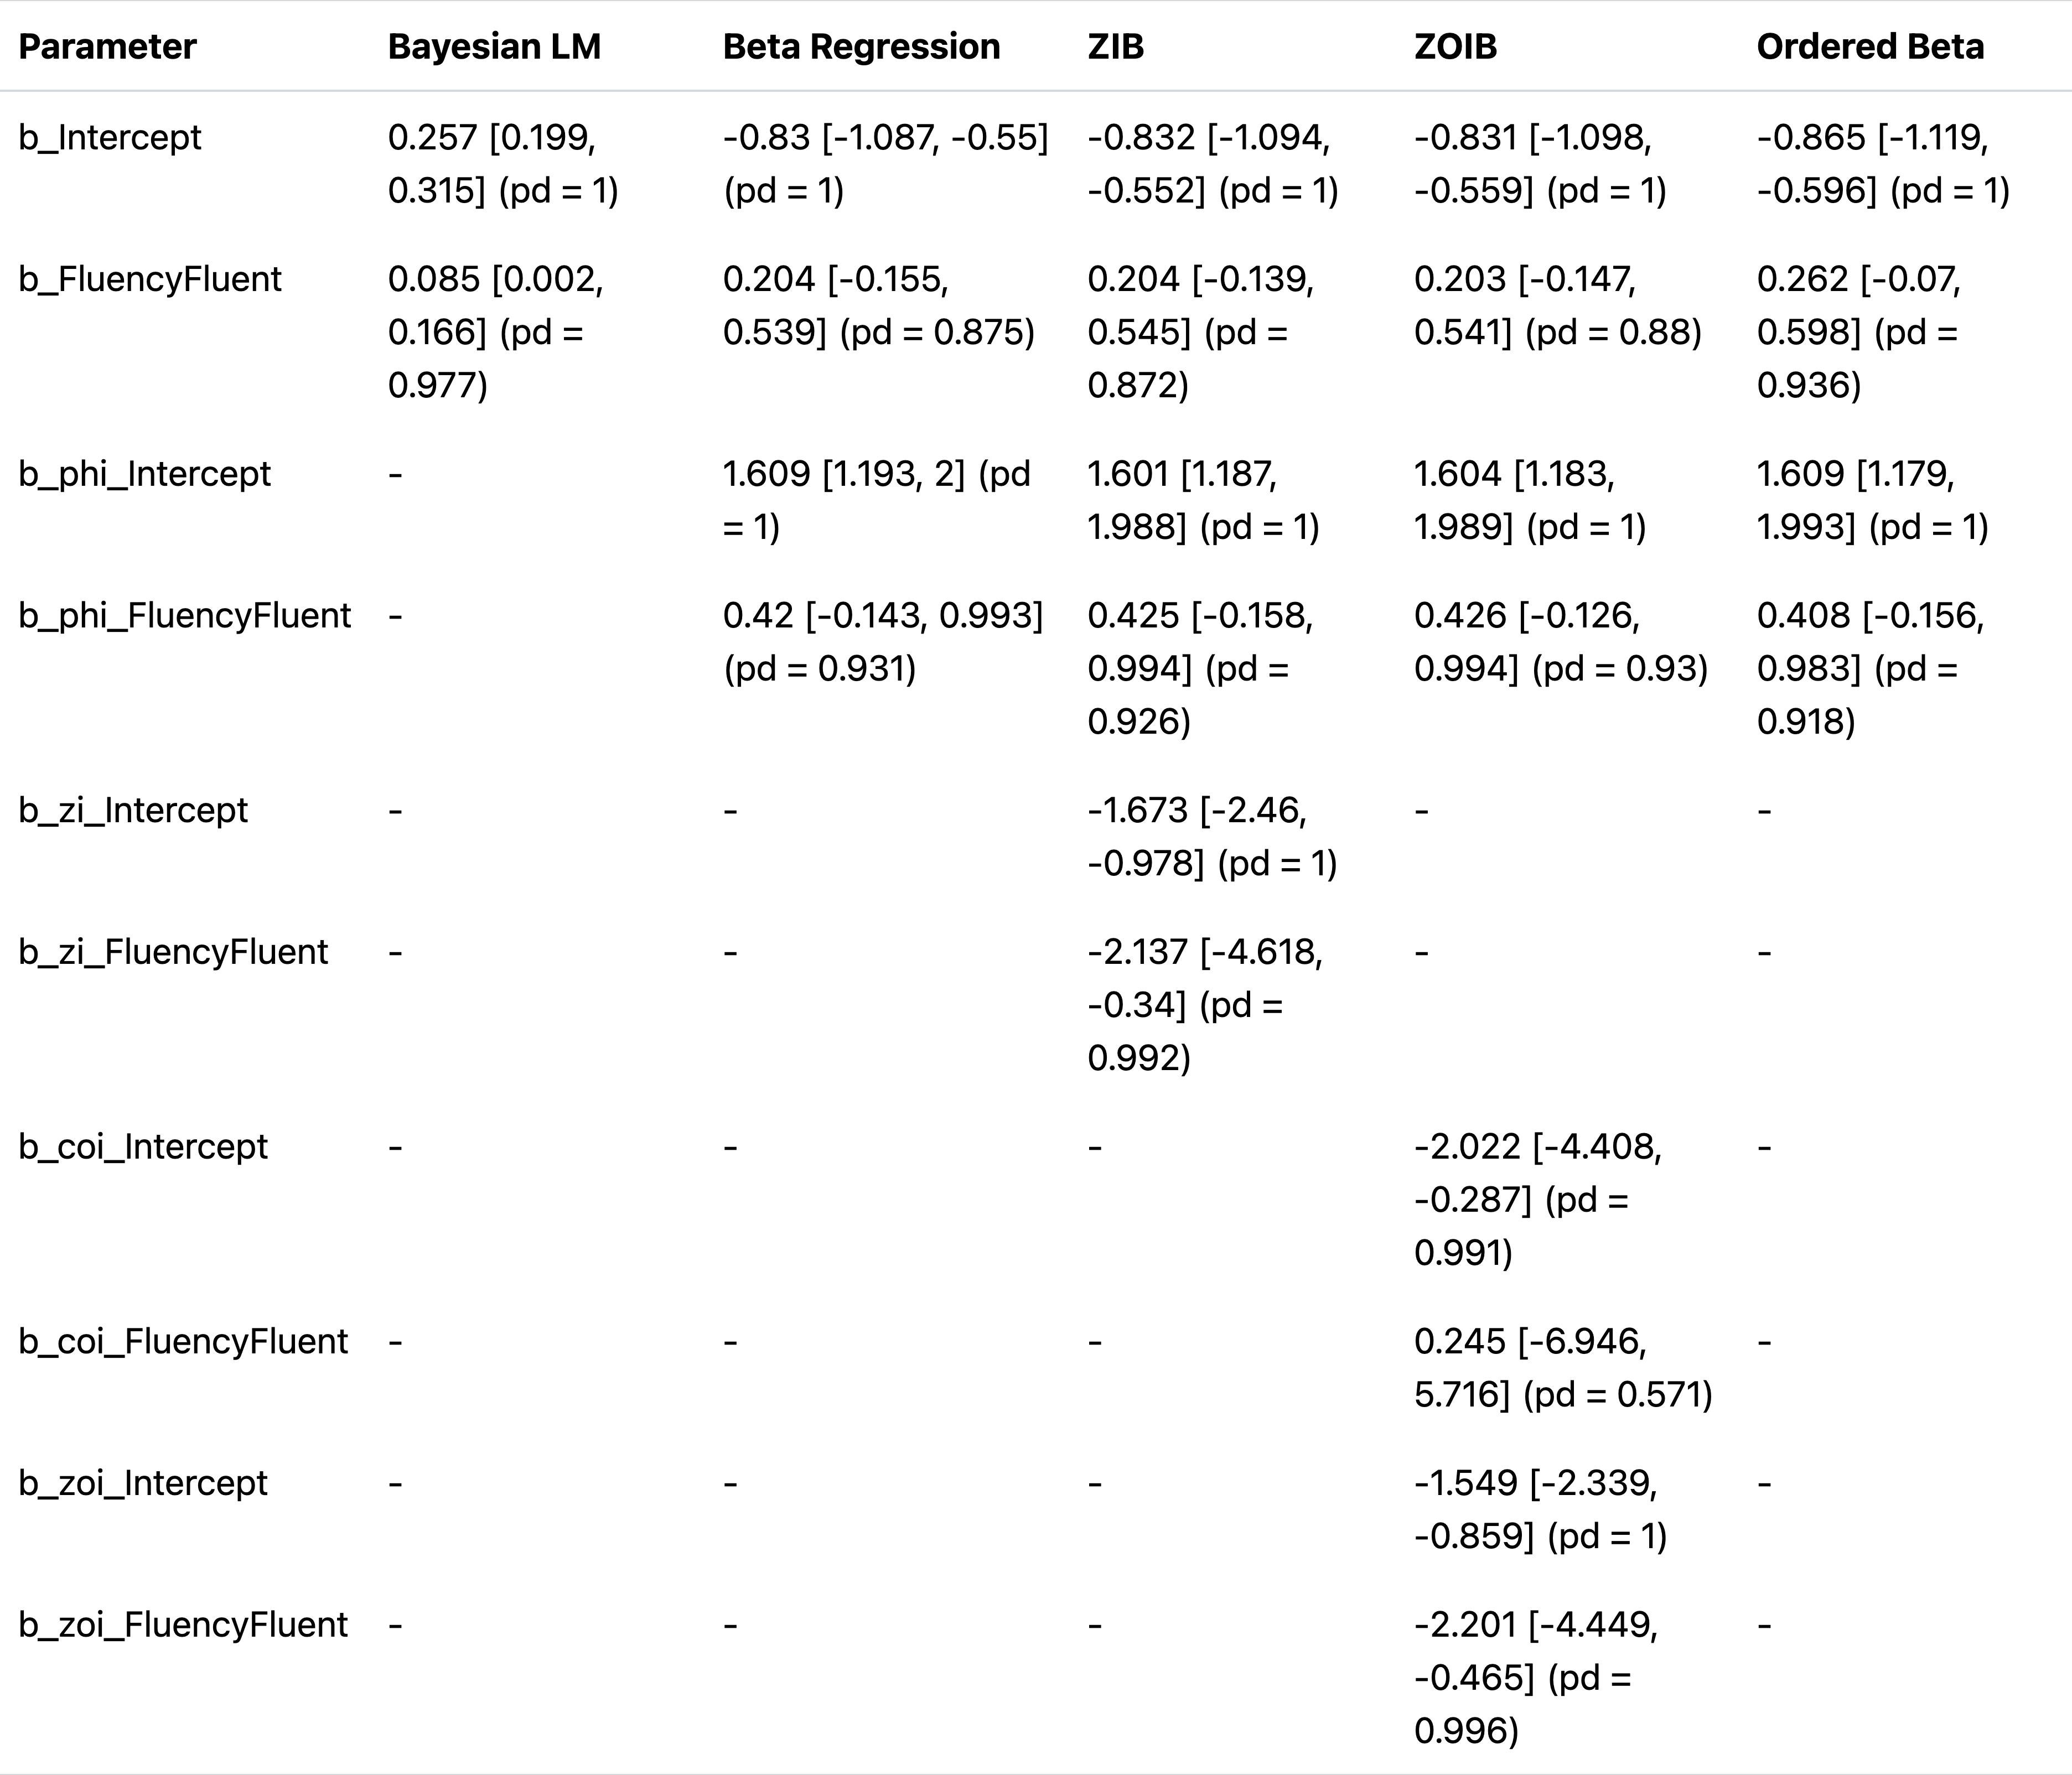 Parameter Bayesian LM Beta Regression ZIB ZOIB Ordered Beta
b_Intercept 0.257 [0.199, -0.83 [-1.087, -0.55] -0.832 [-1.094, -0.831 [-1.098, -0.865 [-1.119,
0.315] (pd = 1) (pd = 1) -0.552] (pd = 1) -0.559] (pd = 1) -0.596] (pd = 1)
b_FluencyFluent 0.085 [0.002, 0.204 [-0.155, 0.204 [-0.139, 0.203 [-0.147, 0.262 [-0.07,
0.166] (pd = 0.539] (pd = 0.875) 0.545] (pd = 0.541] (pd = 0.88) 0.598] (pd =
0.977) 0.872) 0.936)
b_phi_Intercept - 1.609 [1.193, 2] (pd 1.601 [1.187, 1.604 [1.183, 1.609 [1.179,
= 1) 1.988] (pd = 1) 1.989] (pd = 1) 1.993] (pd = 1)
b_phi_FluencyFluent - 0.42 [-0.143, 0.993] 0.425 [-0.158, 0.426 [-0.126, 0.408 [-0.156,
(pd = 0.931) 0.994] (pd = 0.994] (pd = 0.93) 0.983] (pd =
0.926) 0.918)
b_zi_Intercept - - -1.673 [-2.46, - -
-0.978] (pd = 1)
b_zi_FluencyFluent - - -2.137 [-4.618, - -
-0.34] (pd =
0.992)
b_coi_Intercept - - - -2.022 [-4.408, -
-0.287] (pd =
0.991)
b_coi_FluencyFluent - - - 0.245 [-6.946, -
5.716] (pd = 0.571)
b_zoi_Intercept - - - -1.549 [-2.339, -
-0.859] (pd = 1)
b_zoi_FluencyFluent - - - -2.201 [-4.449, -
-0.465] (pd =
0.996)